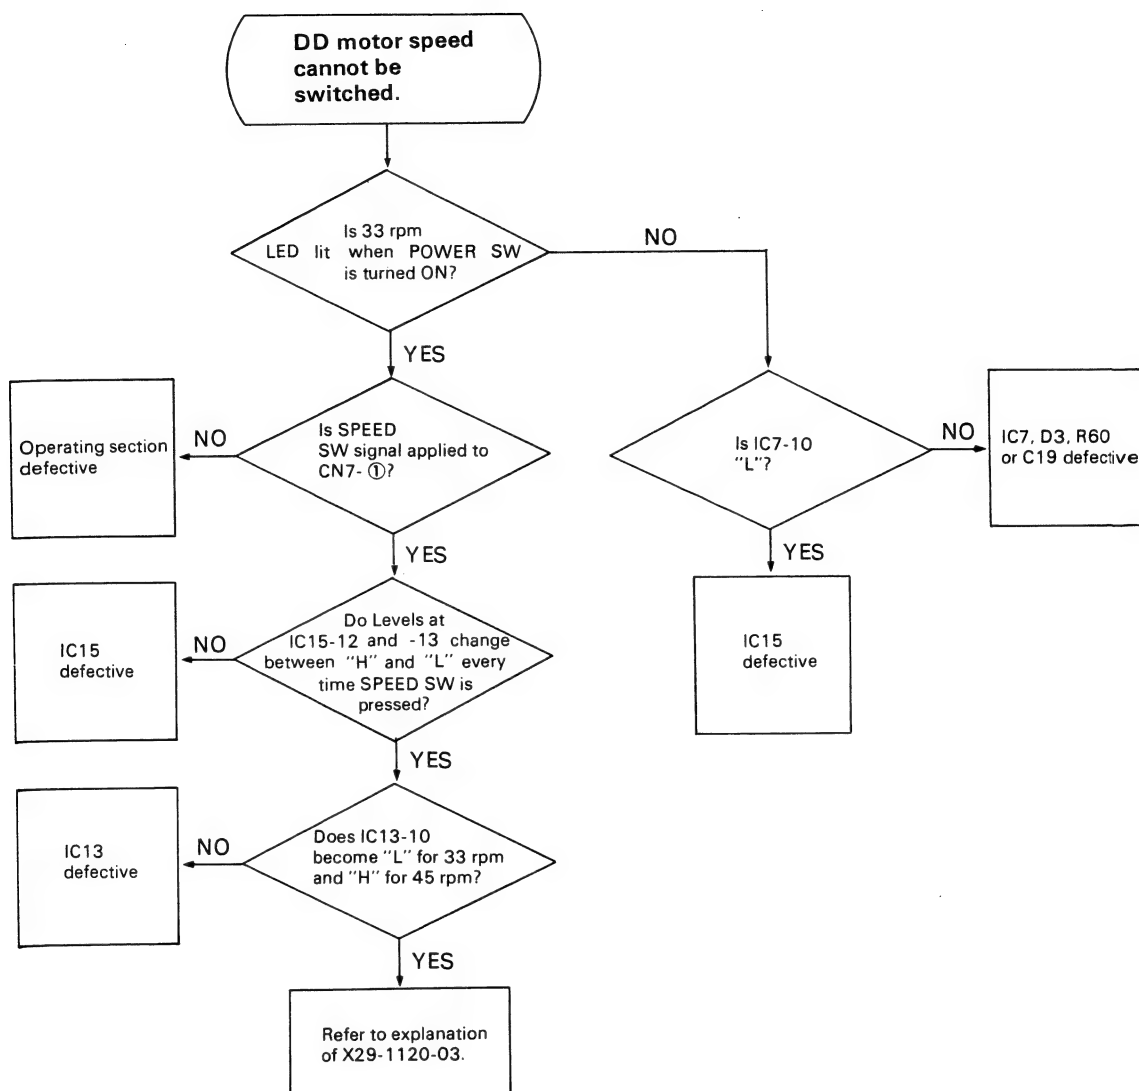 DD motor speed
cannot be
switched.
Is 33 rpm
LED lit when POWER SW
is turned ON?
NO
YES
Is SPEED
SW signal applied to
CN7- ①?
NO
Operating section
defective
YES
Is IC7-10
"L"?
NO
IC7, D3, R60
or C19 defective
YES
IC15
defective
Do Levels at
IC15-12 and -13 change
between "H" and "L" every
time SPEED SW is
pressed?
NO
IC15
defective
YES
Does IC13-10
become "L" for 33 rpm
and "H" for 45 rpm?
NO
IC13
defective
YES
Refer to explanation
of X29-1120-03.